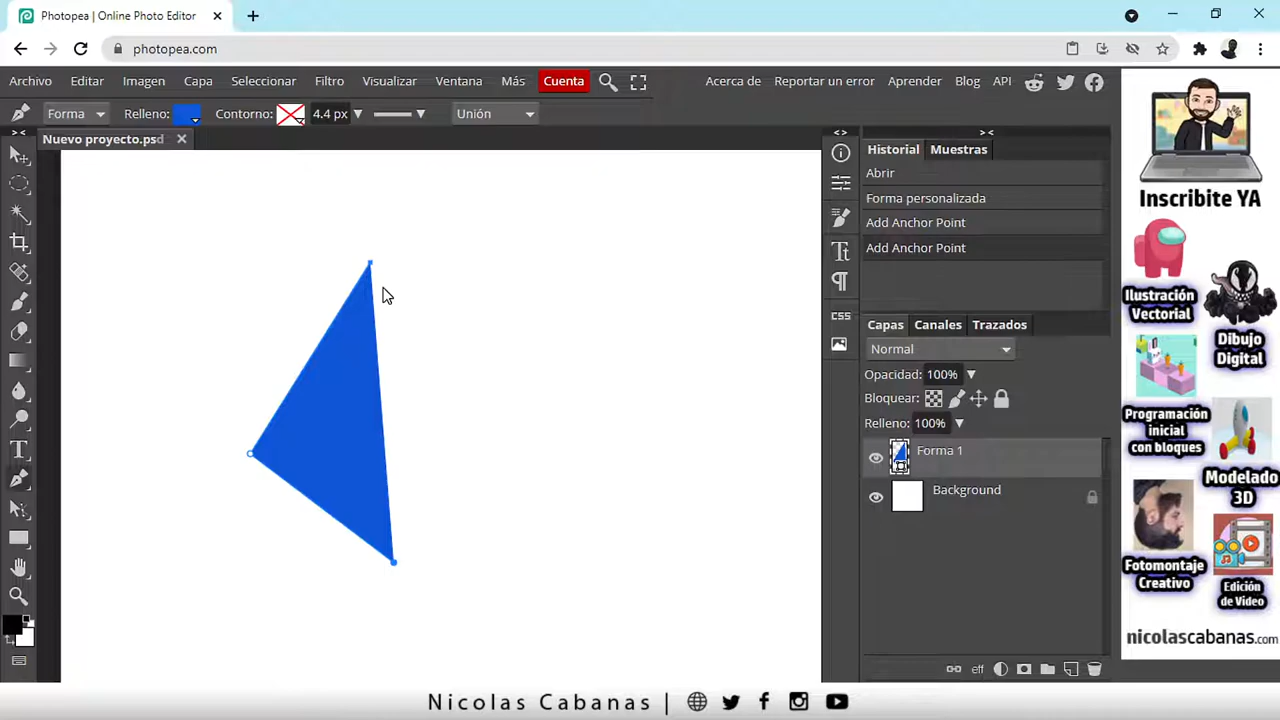 Photopea | Online Photo Editor
photopea.com
Archivo Editar Imagen Capa Seleccionar Filtro Visualizar Ventana Más Cuenta Acerca de Reportar un error Aprender Blog API
Forma Relleno: Contorno: 4.4 px Unión
Nuevo proyecto.psd
Historial Muestras
Abrir
Forma personalizada
Add Anchor Point
Add Anchor Point
CSS
Capas Canales Trazados
Normal
Opacidad: 100%
Bloquear:
Relleno: 100%
Forma 1
Background
eff
Inscribite YA
Ilustración
Vectorial
Dibujo
Digital
Programación
inicial
con bloques
Modelado
3D
Fotomontaje
Creativo
Edición
de Video
nicolascabanas.com
Nicolas Cabanas |